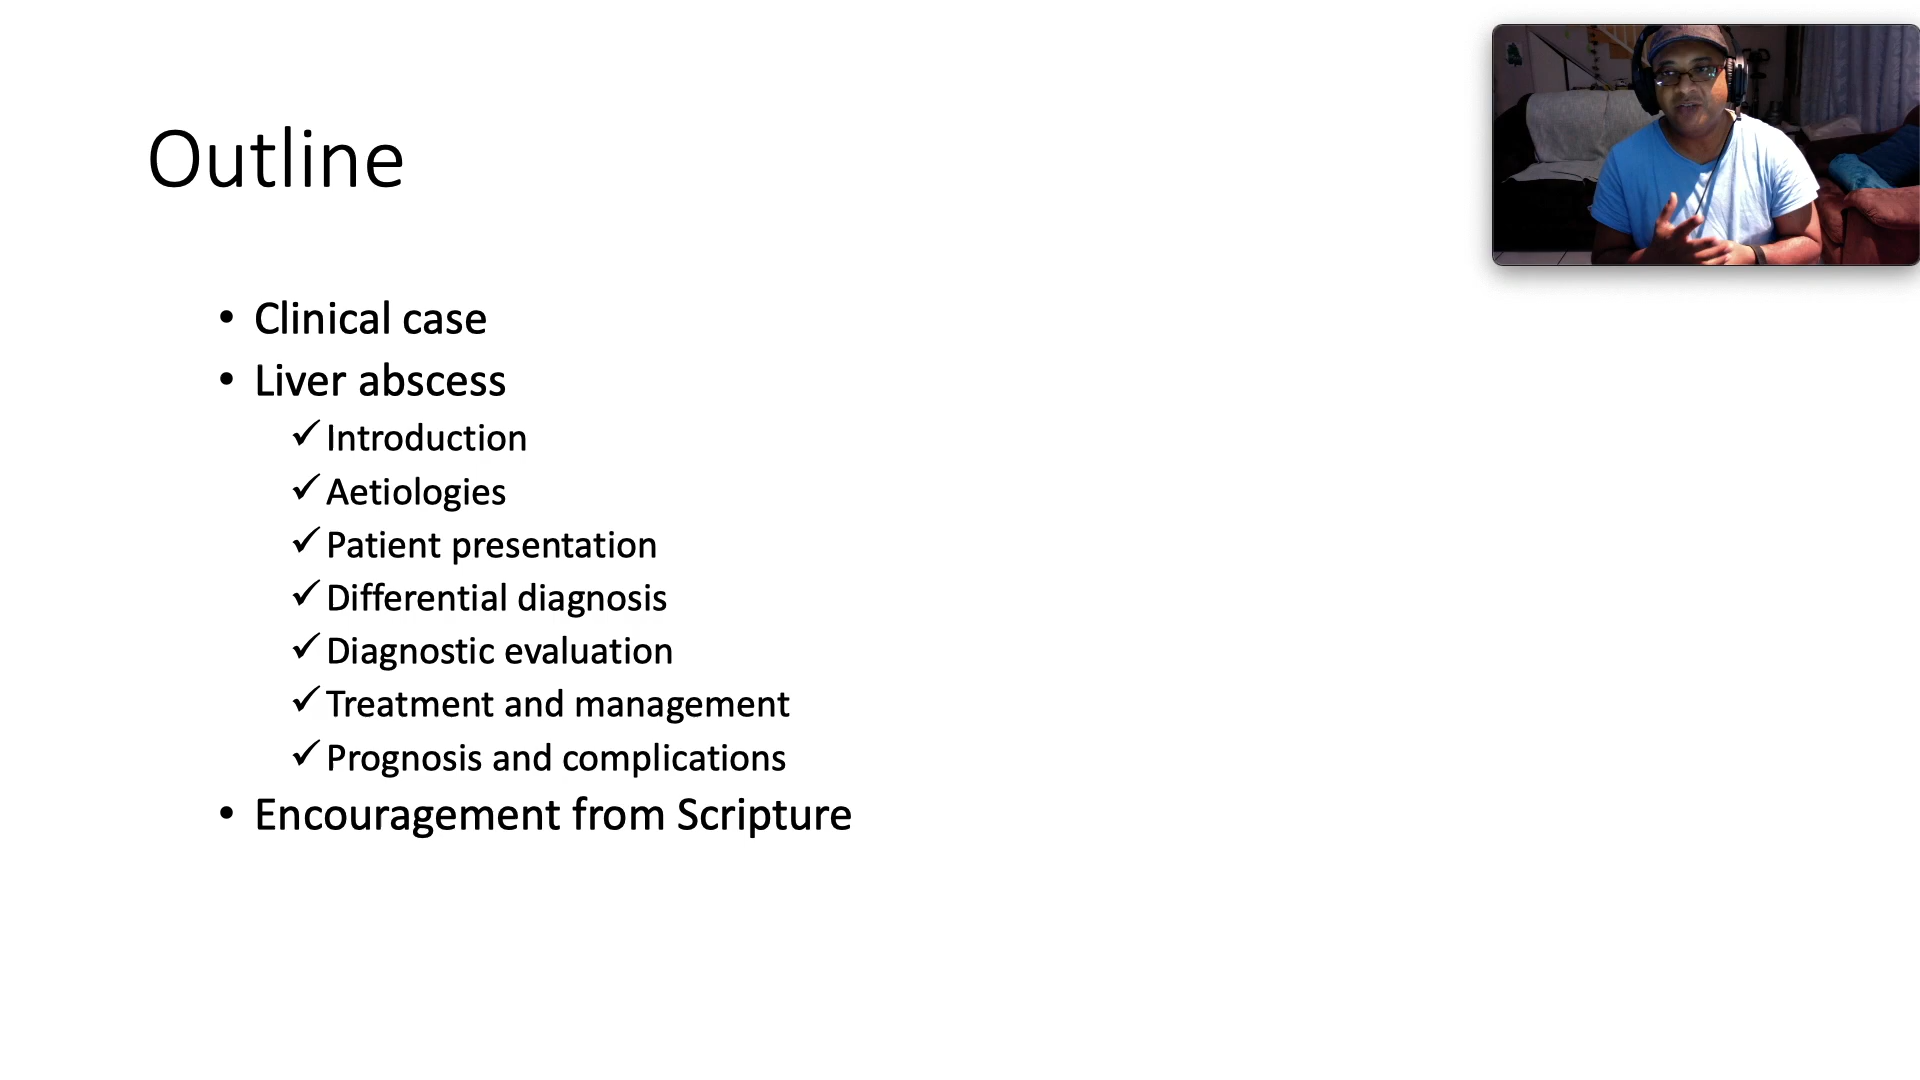 Outline
• Clinical case
• Liver abscess
✓ Introduction
✓ Aetiologies
✓ Patient presentation
✓ Differential diagnosis
✓ Diagnostic evaluation
✓ Treatment and management
✓ Prognosis and complications
• Encouragement from Scripture